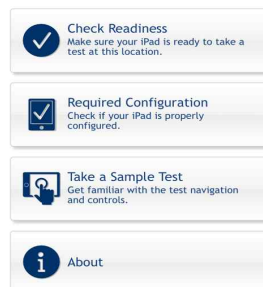 Check Readiness
Make sure your iPad is ready to take a
test at this location.
Required Configuration
Check if your iPad is properly
configured.
Take a Sample Test
Get familiar with the test navigation
and controls.
About